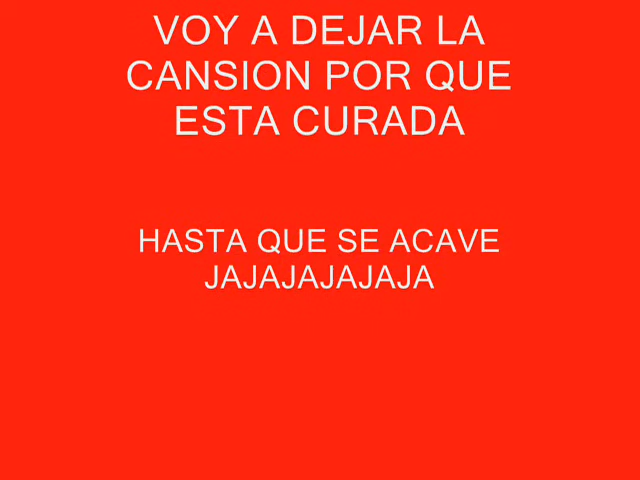 VOY A DEJAR LA
CANSION POR QUE
ESTA CURADA
HASTA QUE SE ACAVE
JAJAJAJAJAJA